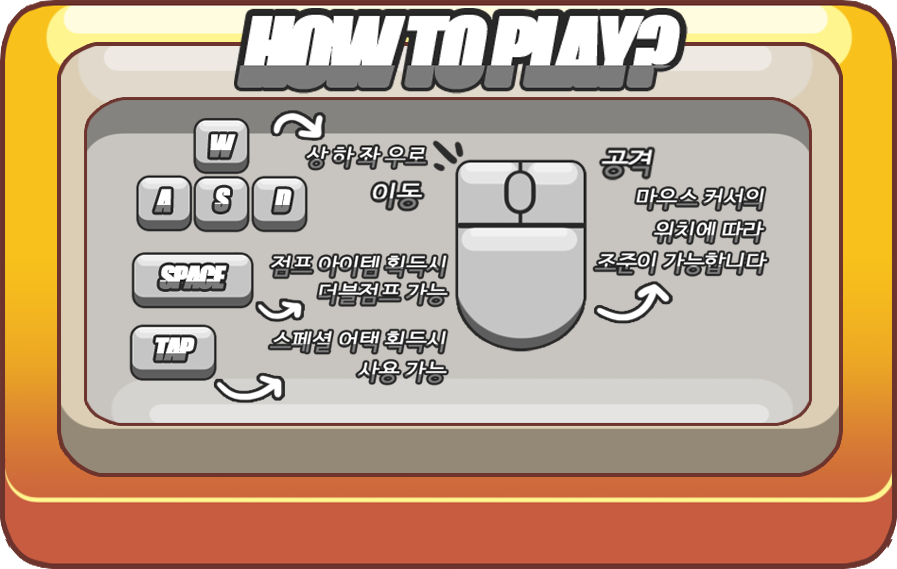 HOW TO PLAY?
W
상 하 좌 우로
이동
A S D
SPACE
점프 아이템 획득시
더블점프 가능
TAP
스페셜 어택 획득시
사용 가능
공격
마우스 커서의
위치에 따라
조준이 가능합니다